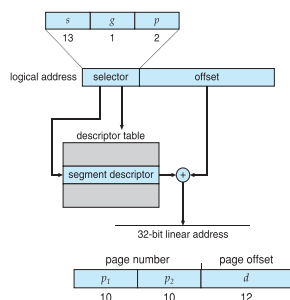 s g p
13 1 2
logical address selector offset
descriptor table
segment descriptor +
32-bit linear address
page number page offset
p1 p2 d
10 10 12